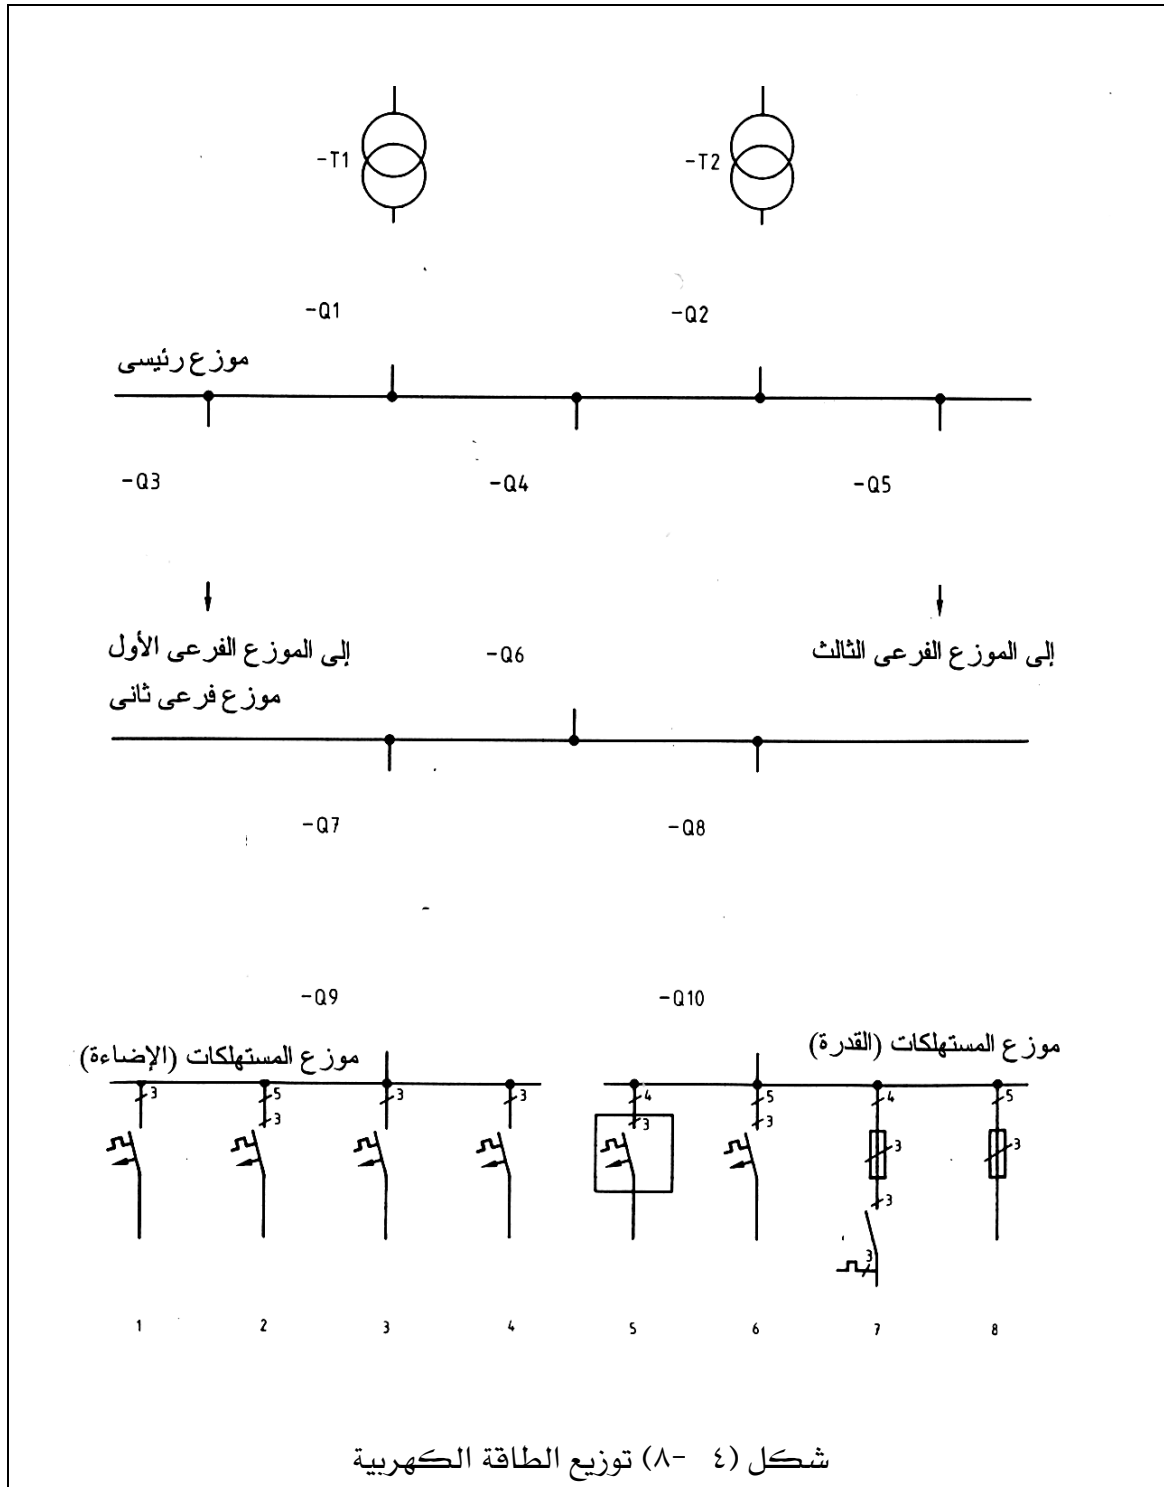 -T1 -T2
-Q1 -Q2
موزع رئيسى
-Q3 -Q4 -Q5
إلى الموزع الفرعى الأول -Q6 إلى الموزع الفرعى الثالث
موزع فرعى ثانى
-Q7 -Q8
-Q9 -Q10
موزع المستهلكات (الإضاءة) موزع المستهلكات (القدرة)
3 5 3 3 4 5 4 5
3 3 3
3 3
3
3
1 2 3 4 5 6 7 8
شكل (٤ -٨) توزيع الطاقة الكهربية